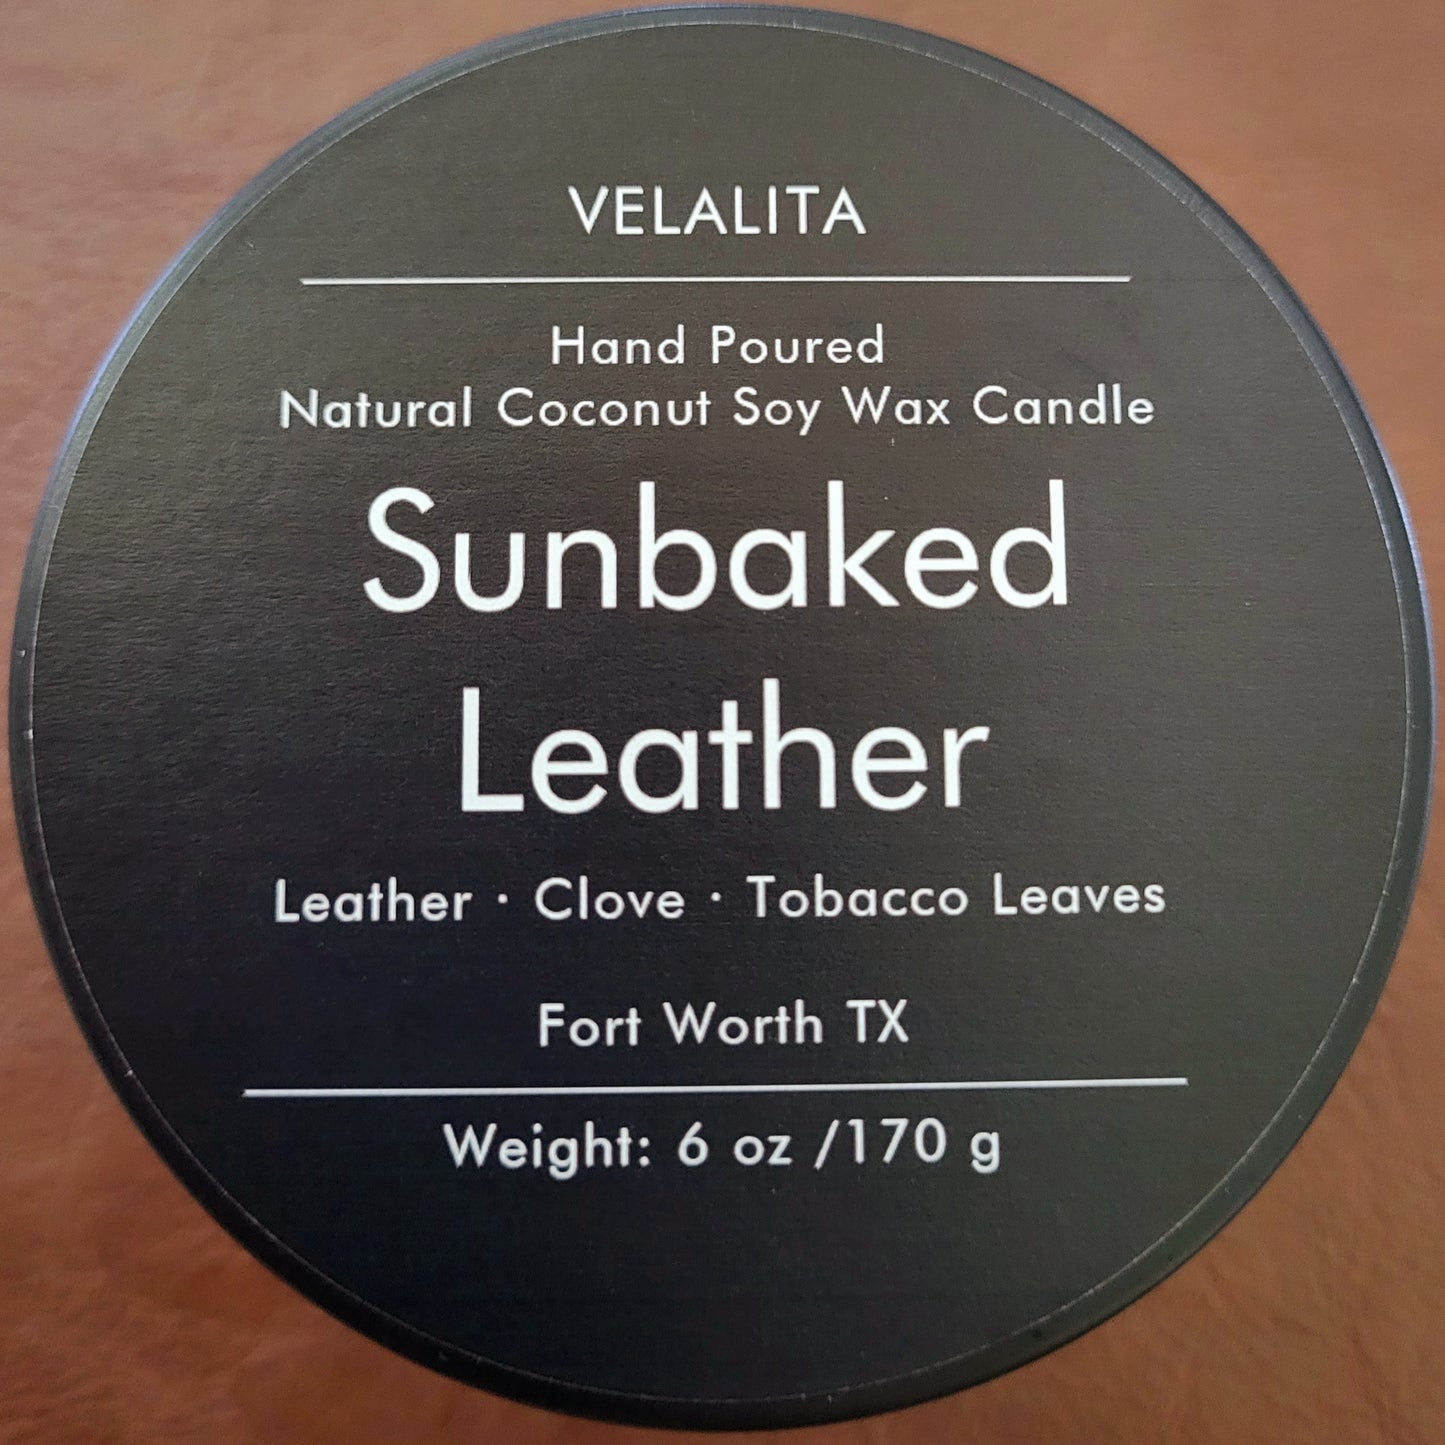 VELALITA
Hand Poured
Natural Coconut Soy Wax Candle
Sunbaked
Leather
Leather · Clove · Tobacco Leaves
Fort Worth TX
Weight: 6 oz /170 g